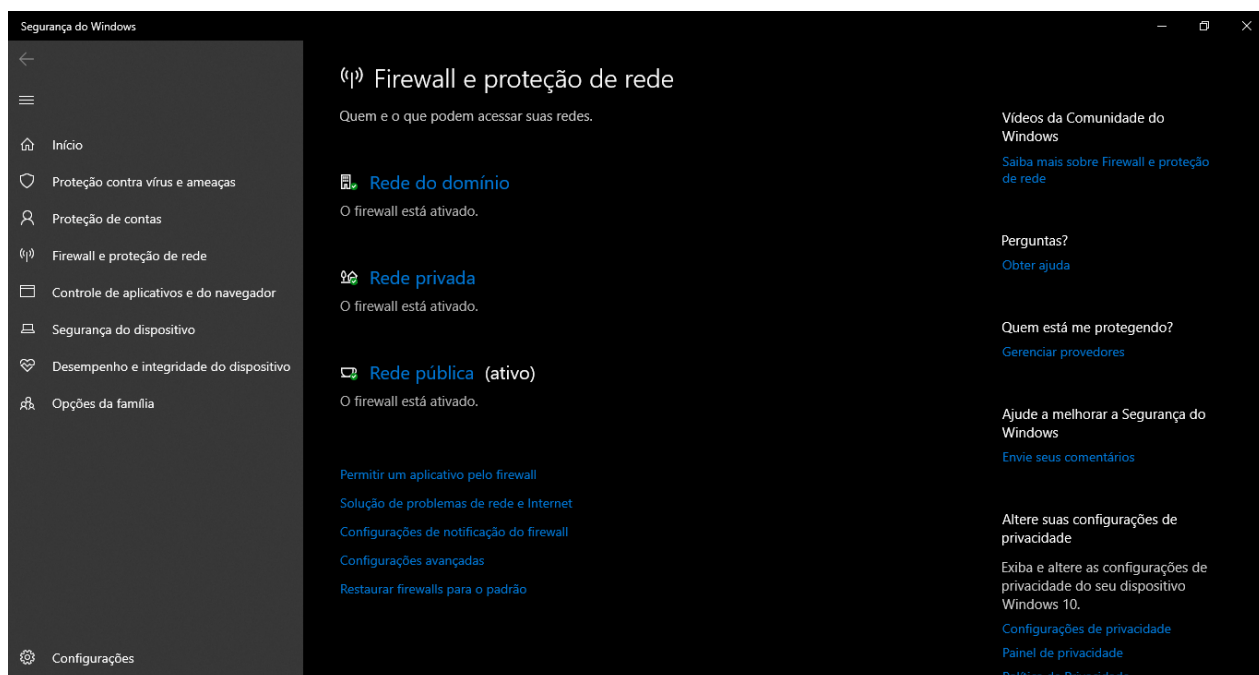 Segurança do Windows
Início
Proteção contra vírus e ameaças
Proteção de contas
Firewall e proteção de rede
Controle de aplicativos e do navegador
Segurança do dispositivo
Desempenho e integridade do dispositivo
Opções da família
Configurações
Firewall e proteção de rede
Quem e o que podem acessar suas redes.
Rede do domínio
O firewall está ativado.
Rede privada
O firewall está ativado.
Rede pública (ativo)
O firewall está ativado.
Permitir um aplicativo pelo firewall
Solução de problemas de rede e Internet
Configurações de notificação do firewall
Configurações avançadas
Restaurar firewalls para o padrão
Vídeos da Comunidade do
Windows
Saiba mais sobre Firewall e proteção
de rede
Perguntas?
Obter ajuda
Quem está me protegendo?
Gerenciar provedores
Ajude a melhorar a Segurança do
Windows
Envie seus comentários
Altere suas configurações de
privacidade
Exiba e altere as configurações de
privacidade do seu dispositivo
Windows 10.
Configurações de privacidade
Painel de privacidade
Política de Privacidade